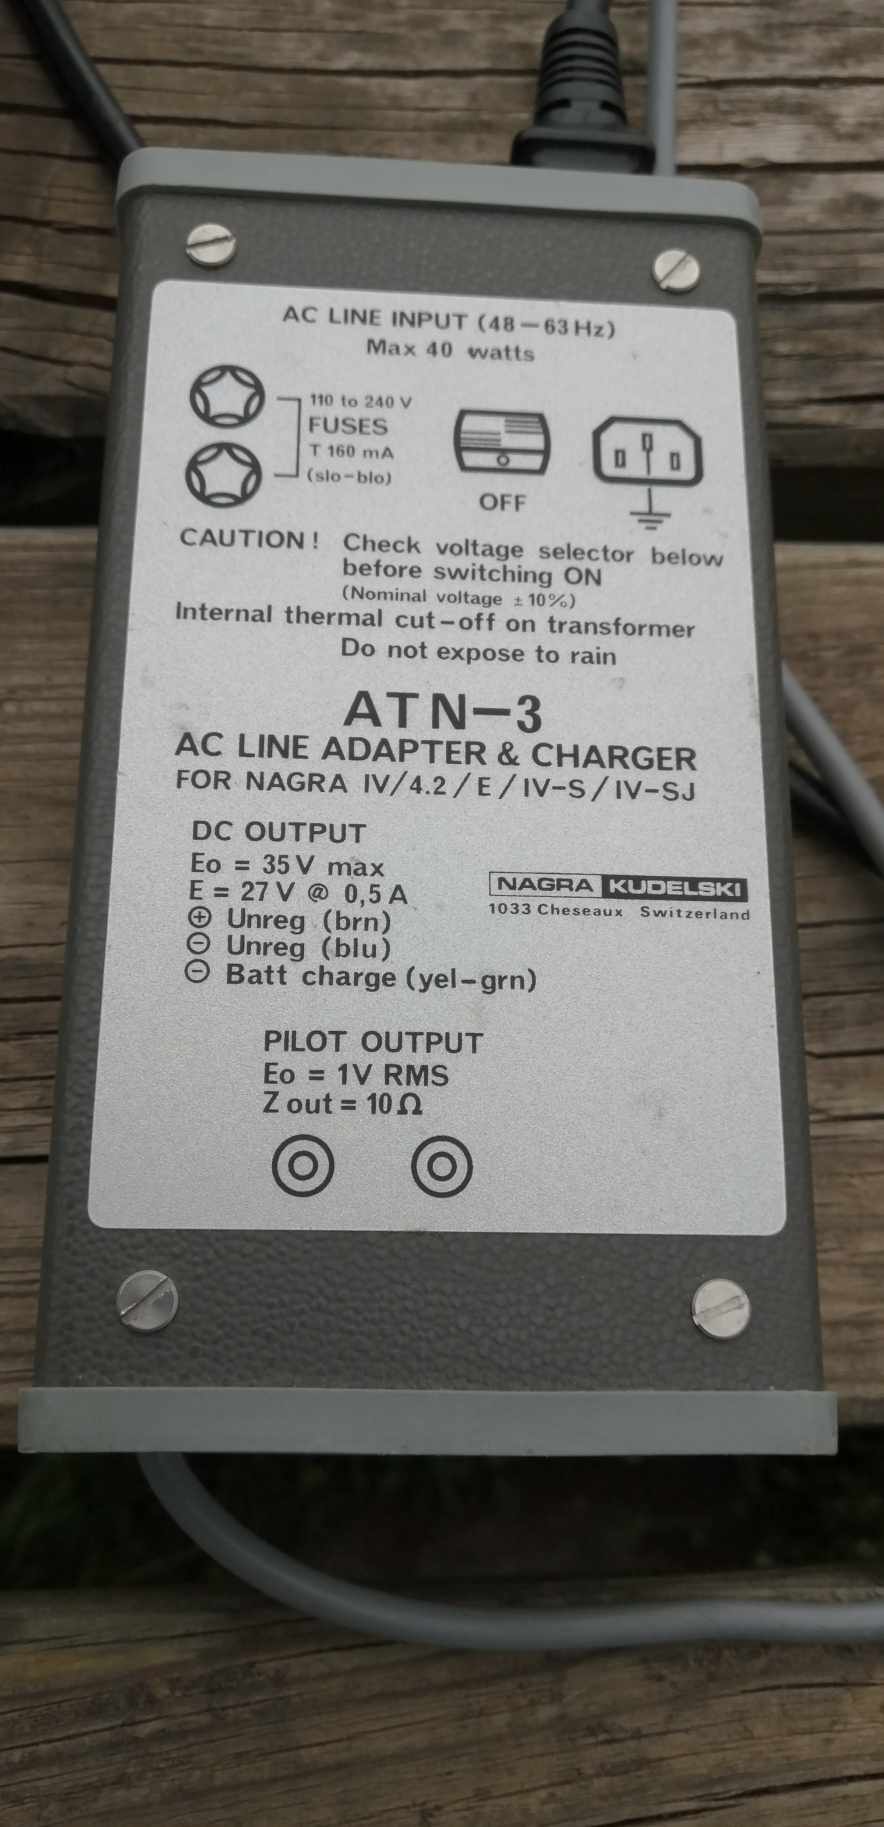 AC LINE INPUT (48—63Hz)
Max 40 watts
110 to 240 V
FUSES
T 160 mA
(slo-blo)
OFF
CAUTION! Check voltage selector below
before switching ON
(Nominal voltage ±10%)
Internal thermal cut-off on transformer
Do not expose to rain
ATN-3
AC LINE ADAPTER & CHARGER
FOR NAGRA IV/4.2/E/IV-S/IV-SJ
DC OUTPUT
Eo = 35V max
E = 27V @ 0,5A
⊕ Unreg (brn)
⊖ Unreg (blu)
⊖ Batt charge (yel-grn)
NAGRA KUDELSKI
1033 Cheseaux Switzerland
PILOT OUTPUT
Eo = 1V RMS
Z out = 10Ω